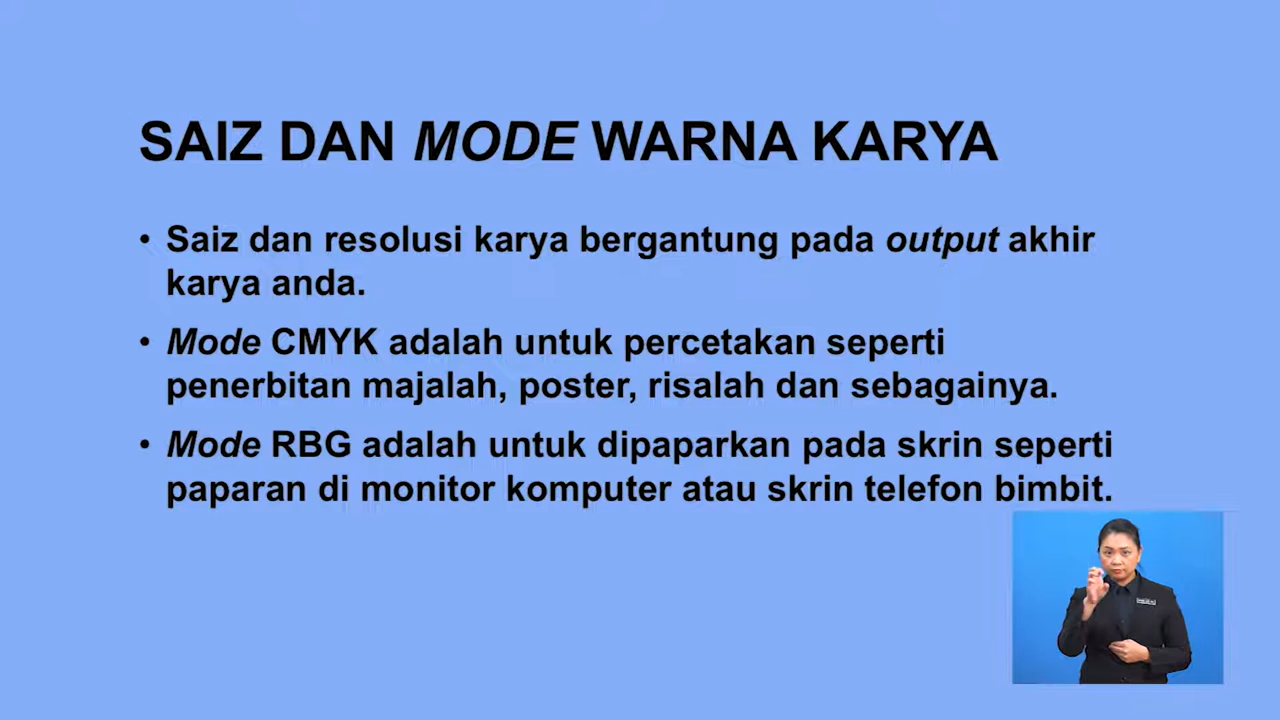 SAIZ DAN MODE WARNA KARYA
• Saiz dan resolusi karya bergantung pada output akhir
karya anda.
• Mode CMYK adalah untuk percetakan seperti
penerbitan majalah, poster, risalah dan sebagainya.
• Mode RBG adalah untuk dipaparkan pada skrin seperti
paparan di monitor komputer atau skrin telefon bimbit.